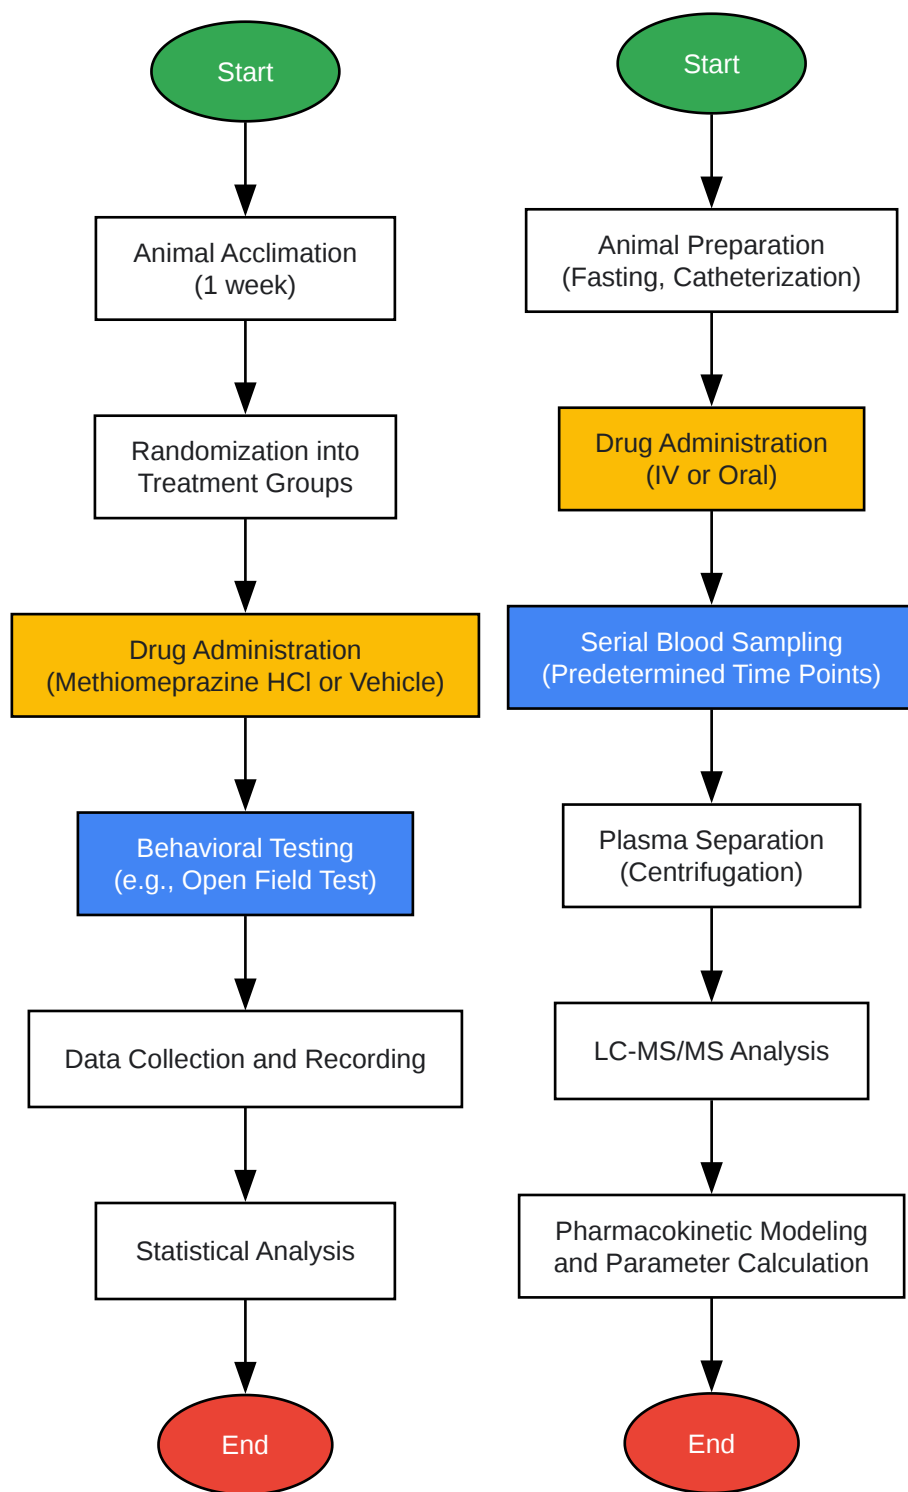 Start
Animal Acclimation
(1 week)
Randomization into
Treatment Groups
Drug Administration
(Methiomeprazine HCl or Vehicle)
Behavioral Testing
(e.g., Open Field Test)
Data Collection and Recording
Statistical Analysis
End
Start
Animal Preparation
(Fasting, Catheterization)
Drug Administration
(IV or Oral)
Serial Blood Sampling
(Predetermined Time Points)
Plasma Separation
(Centrifugation)
LC-MS/MS Analysis
Pharmacokinetic Modeling
and Parameter Calculation
End